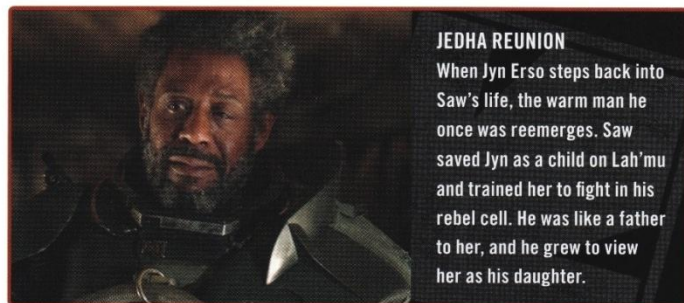 JEDHA REUNION
When Jyn Erso steps back into
Saw's life, the warm man he
once was reemerges. Saw
saved Jyn as a child on Lah'mu
and trained her to fight in his
rebel cell. He was like a father
to her, and he grew to view
her as his daughter.